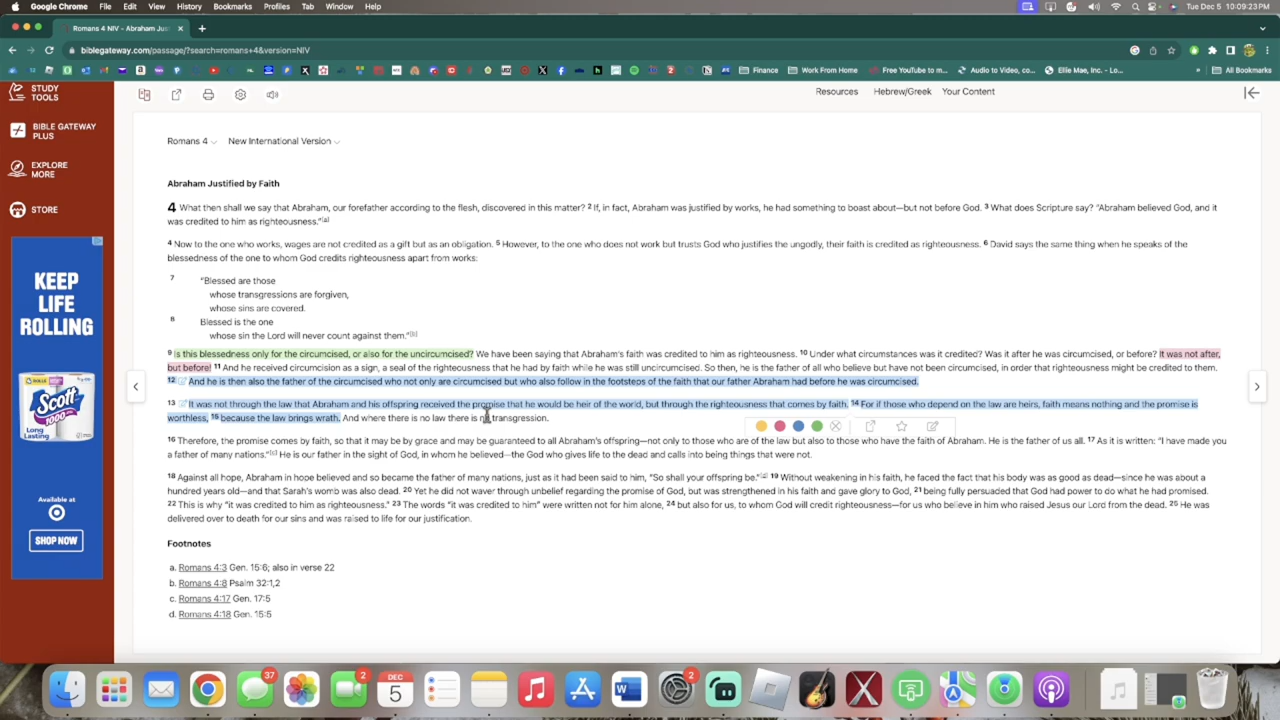 Google Chrome File Edit View History Bookmarks Profiles Tab Window Help Tue Dec 5 10:09:23 PM
Romans 4 NIV - Abraham Jus
biblegateway.com/passage/?search=romans+4&version=NIV
Finance Work From Home Free YouTube to m... Audio to Video, co... Ellie Mae, Inc. - Lo... » All Bookmarks
STUDY
TOOLS
BIBLE GATEWAY
PLUS
EXPLORE
MORE
STORE
KEEP
LIFE
ROLLING
Scott
1000
Long
Lasting
Available at
SHOP NOW
Resources Hebrew/Greek Your Content
Romans 4 New International Version
Abraham Justified by Faith
4 What then shall we say that Abraham, our forefather according to the flesh, discovered in this matter? 2 If, in fact, Abraham was justified by works, he had something to boast about—but not before God. 3 What does Scripture say? “Abraham believed God, and it
was credited to him as righteousness.”[a]
4 Now to the one who works, wages are not credited as a gift but as an obligation. 5 However, to the one who does not work but trusts God who justifies the ungodly, their faith is credited as righteousness. 6 David says the same thing when he speaks of the
blessedness of the one to whom God credits righteousness apart from works:
7 “Blessed are those
whose transgressions are forgiven,
whose sins are covered.
8 Blessed is the one
whose sin the Lord will never count against them.”[b]
9 Is this blessedness only for the circumcised, or also for the uncircumcised? We have been saying that Abraham’s faith was credited to him as righteousness. 10 Under what circumstances was it credited? Was it after he was circumcised, or before? It was not after,
but before! 11 And he received circumcision as a sign, a seal of the righteousness that he had by faith while he was still uncircumcised. So then, he is the father of all who believe but have not been circumcised, in order that righteousness might be credited to them.
12 And he is then also the father of the circumcised who not only are circumcised but who also follow in the footsteps of the faith that our father Abraham had before he was circumcised.
13 It was not through the law that Abraham and his offspring received the promise that he would be heir of the world, but through the righteousness that comes by faith. 14 For if those who depend on the law are heirs, faith means nothing and the promise is
worthless, 15 because the law brings wrath. And where there is no law there is no transgression.
16 Therefore, the promise comes by faith, so that it may be by grace and may be guaranteed to all Abraham’s offspring—not only to those who are of the law but also to those who have the faith of Abraham. He is the father of us all. 17 As it is written: “I have made you
a father of many nations.”[c] He is our father in the sight of God, in whom he believed—the God who gives life to the dead and calls into being things that were not.
18 Against all hope, Abraham in hope believed and so became the father of many nations, just as it had been said to him, “So shall your offspring be.”[d] 19 Without weakening in his faith, he faced the fact that his body was as good as dead—since he was about a
hundred years old—and that Sarah’s womb was also dead. 20 Yet he did not waver through unbelief regarding the promise of God, but was strengthened in his faith and gave glory to God, 21 being fully persuaded that God had power to do what he had promised.
22 This is why “it was credited to him as righteousness.” 23 The words “it was credited to him” were written not for him alone, 24 but also for us, to whom God will credit righteousness—for us who believe in him who raised Jesus our Lord from the dead. 25 He was
delivered over to death for our sins and was raised to life for our justification.
Footnotes
a. Romans 4:3 Gen. 15:6; also in verse 22
b. Romans 4:8 Psalm 32:1,2
c. Romans 4:17 Gen. 17:5
d. Romans 4:18 Gen. 15:5
37
2
DEC
5
2